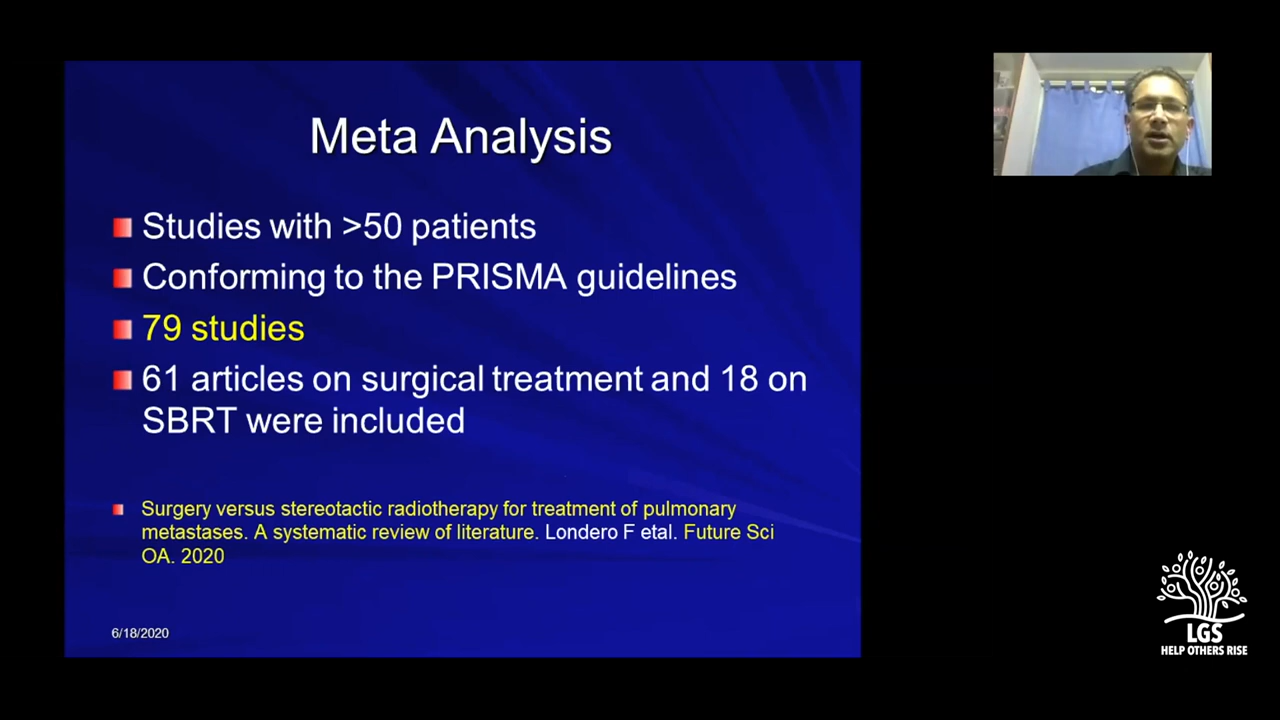 Meta Analysis
Studies with >50 patients
Conforming to the PRISMA guidelines
79 studies
61 articles on surgical treatment and 18 on
SBRT were included
Surgery versus stereotactic radiotherapy for treatment of pulmonary
metastases. A systematic review of literature. Londero F etal. Future Sci
OA. 2020
6/18/2020
LGS
HELP OTHERS RISE